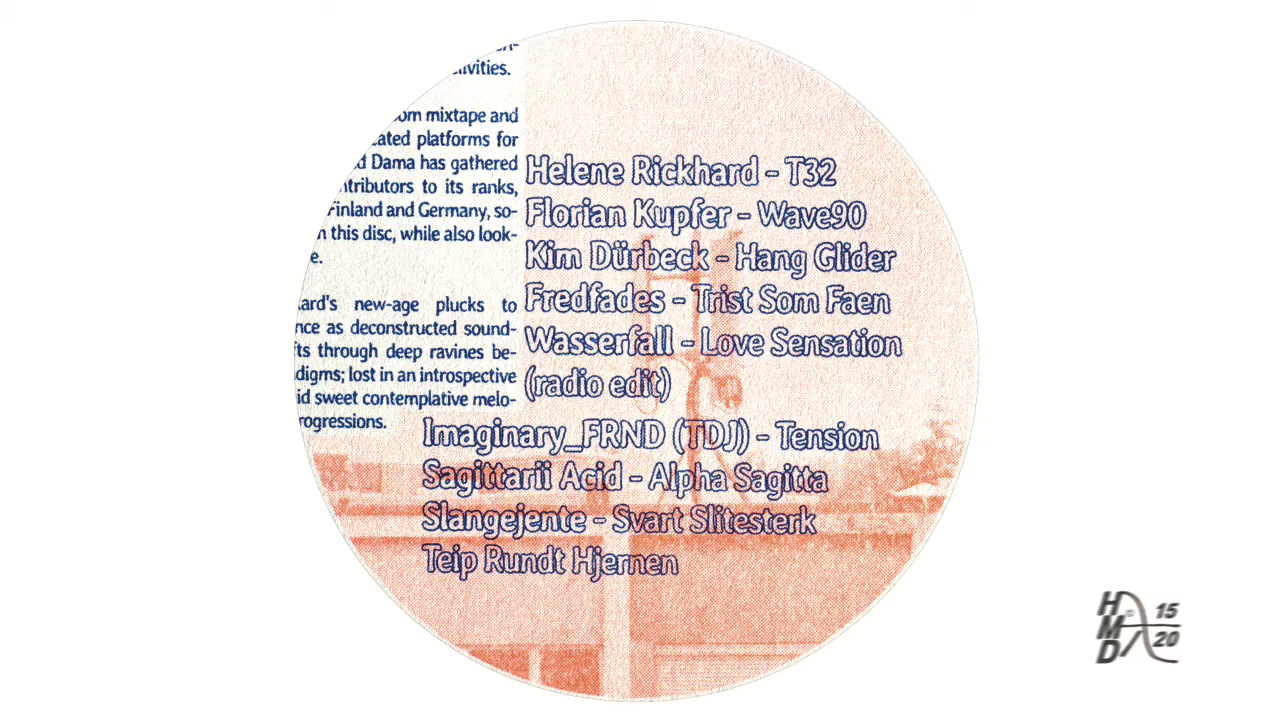 ivities.
om mixtape and
ated platforms for
d Dama has gathered
tributors to its ranks,
Finland and Germany, so-
n this disc, while also look-
e.
ard's new-age plucks to
nce as deconstructed sound-
ts through deep ravines be-
digms; lost in an introspective
id sweet contemplative melo-
rogressions.
Helene Rickhard - T32
Florian Kupfer - Wave90
Kim Dürbeck - Hang Glider
Fredfades - Trist Som Faen
Wasserfall - Love Sensation
(radio edit)
Imaginary_FRND (TDJ) - Tension
Sagittarii Acid - Alpha Sagitta
Slangejente - Svart Slitesterk
Teip Rundt Hjernen
HMD
15
20